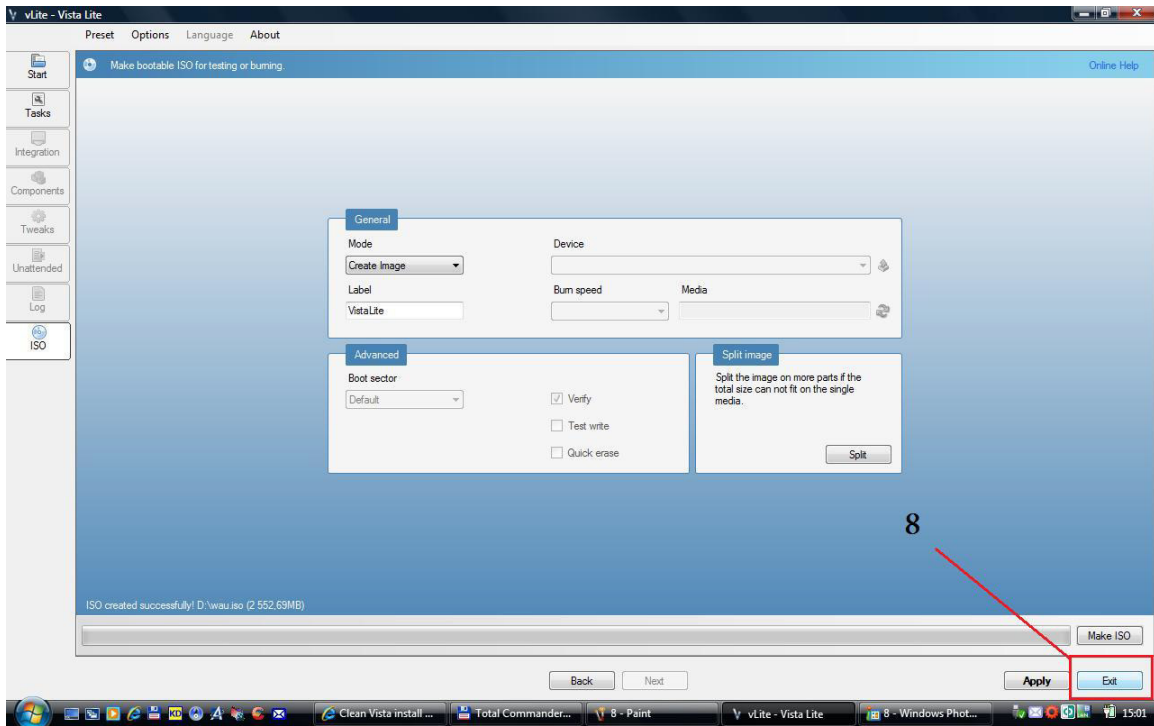 vLite - Vista Lite
Preset Options Language About
Start
Tasks
Integration
Components
Tweaks
Unattended
Log
ISO
Make bootable ISO for testing or burning.
Online Help
General
Mode
Device
Create Image
Label
Burn speed
Media
VistaLite
Advanced
Boot sector
Default
Verify
Test write
Quick erase
Split image
Split the image on more parts if the
total size can not fit on the single
media.
Split
8
ISO created successfully! D:\wau.iso (2 552,69MB)
Make ISO
Back
Next
Apply
Exit
Clean Vista install ...
Total Commander...
8 - Paint
vLite - Vista Lite
8 - Windows Phot...
15:01